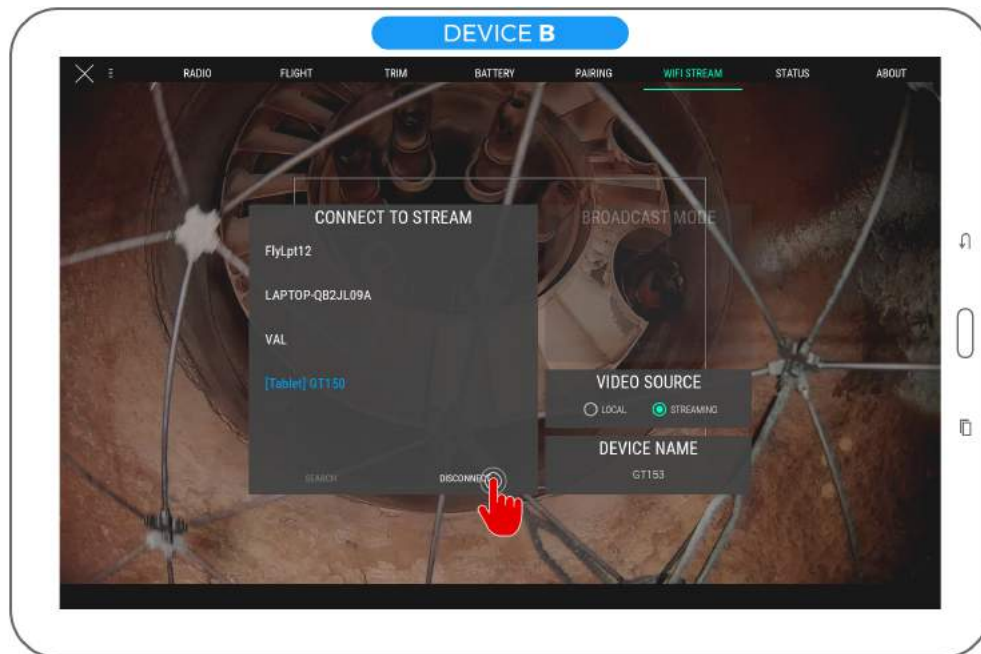 DEVICE B
RADIO FLIGHT TRIM BATTERY PAIRING WIFI STREAM STATUS ABOUT
CONNECT TO STREAM
FlyLpt12
LAPTOP-QB2JL09A
VAL
[Tablet] GT150
SEARCH DISCONNECT
BROADCAST MODE
VIDEO SOURCE
LOCAL STREAMING
DEVICE NAME
GT153